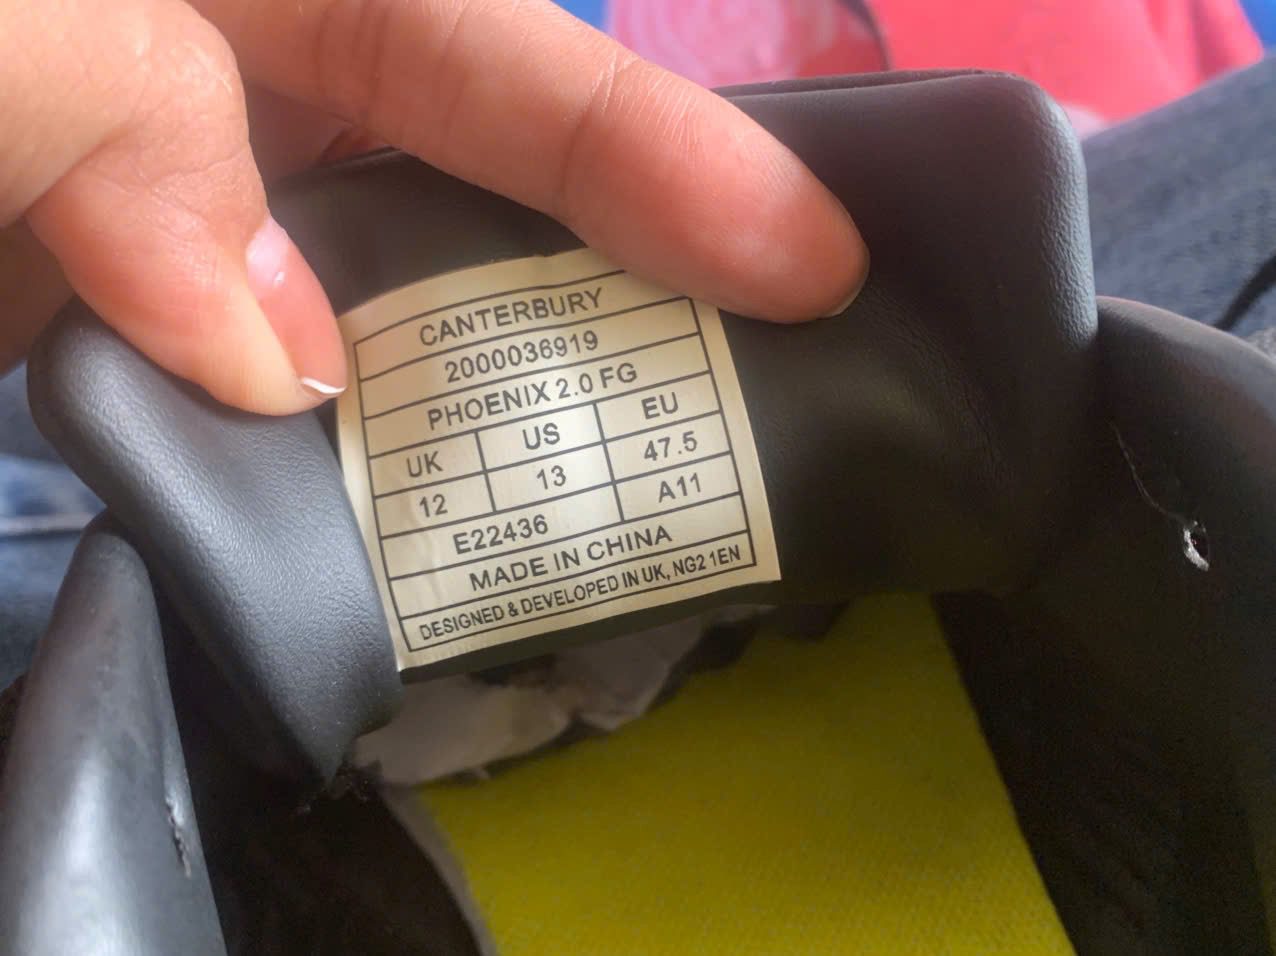 CANTERBURY
2000036919
PHOENIX 2.0 FG
UK US EU
12 13 47.5
E22436 A11
MADE IN CHINA
DESIGNED & DEVELOPED IN UK, NG2 1EN